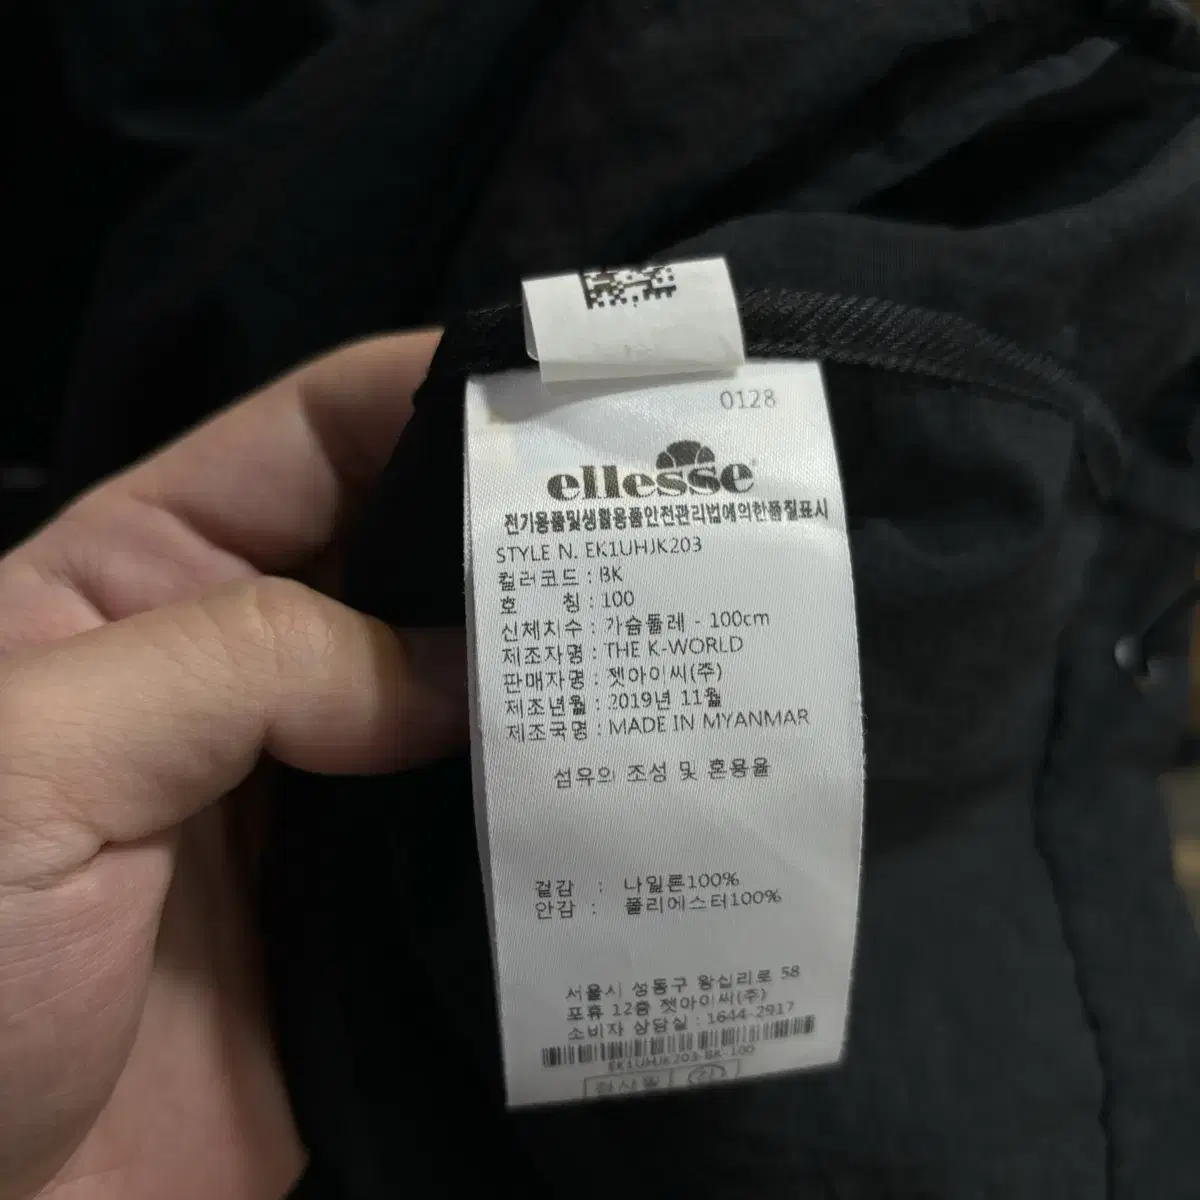 0128
ellesse
전기용품및생활용품안전관리법에의한품질표시
STYLE N. EK1UHJK203
컬러코드 : BK
호 칭 : 100
신체치수 : 가슴둘레 - 100cm
제조자명 : THE K-WORLD
판매자명 : 젯아이씨(주)
제조년월 : 2019년 11월
제조국명 : MADE IN MYANMAR
섬유의 조성 및 혼용율
겉감 : 나일론100%
안감 : 폴리에스터100%
서울시 성동구 왕십리로 58
포휴 12층 젯아이씨(주)
소비자 상담실 : 1644-2917
EK1UHJK203-BK-100